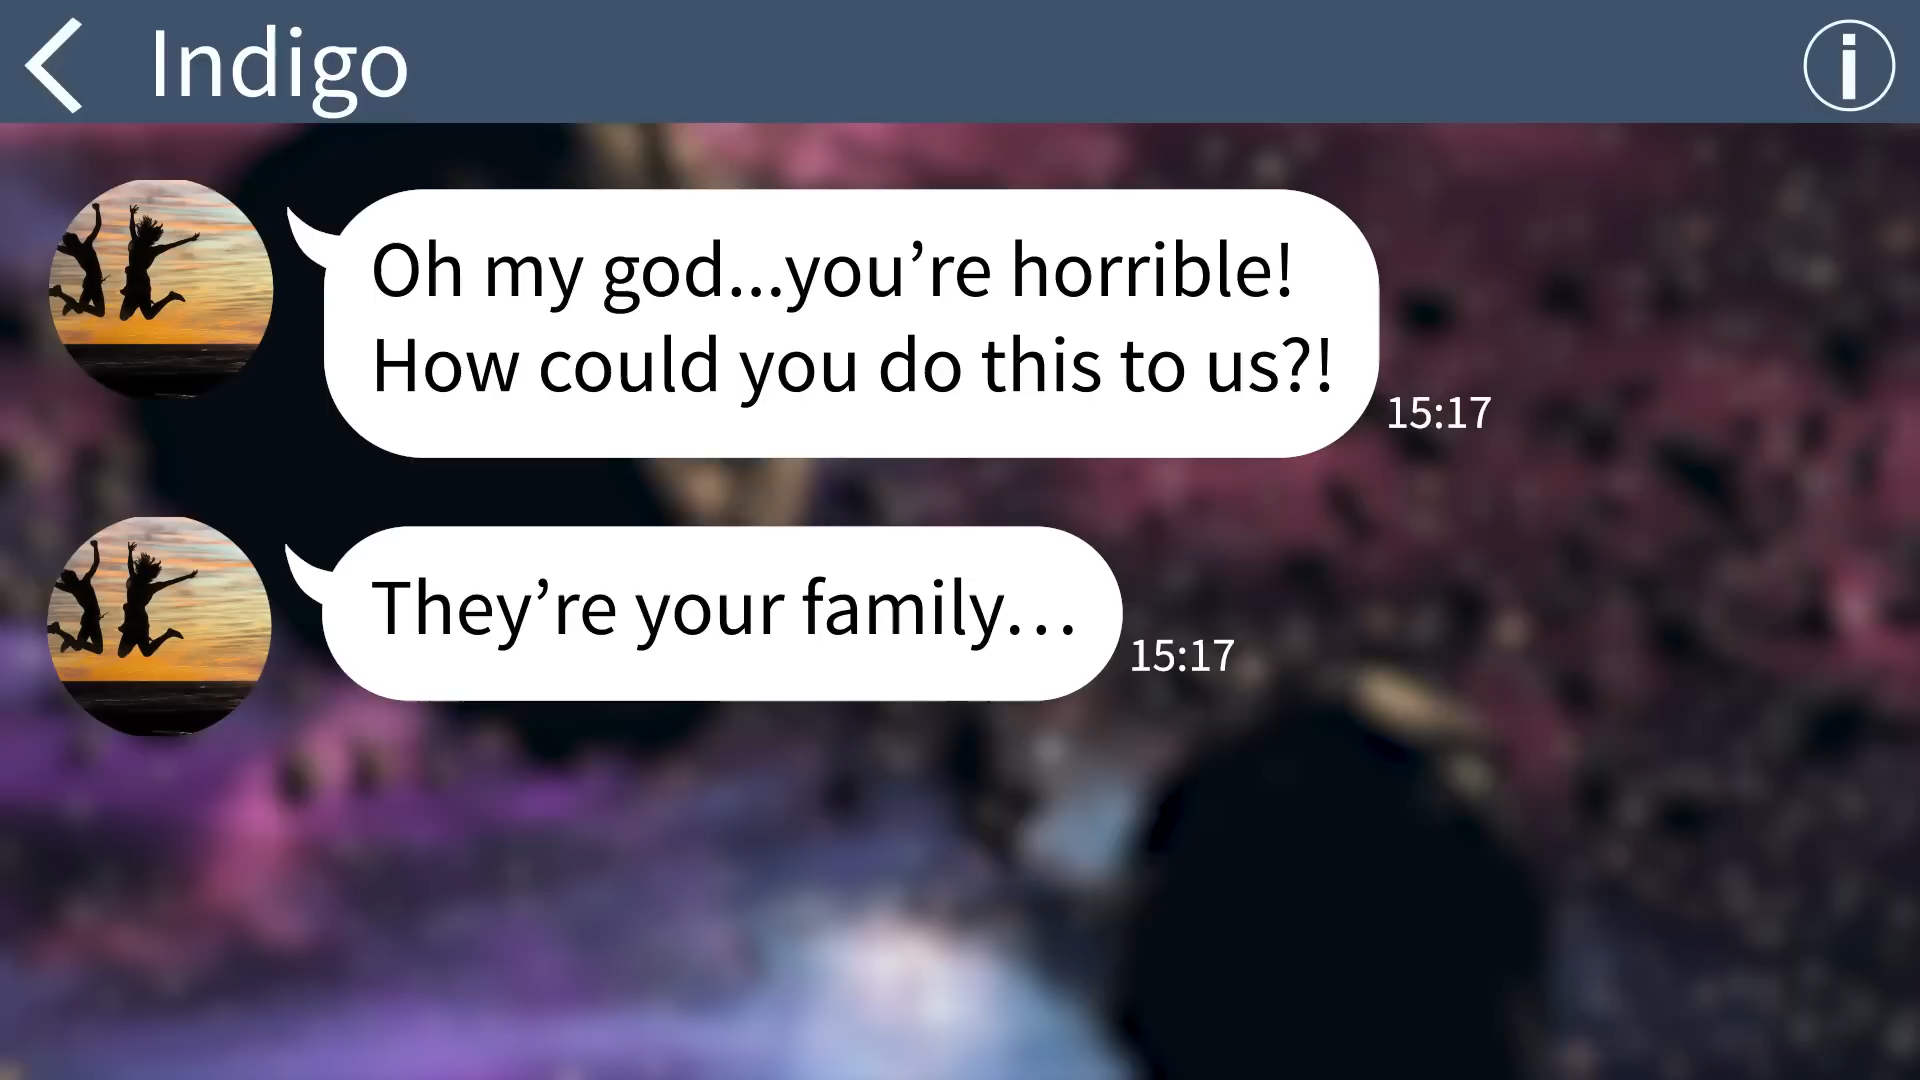 Indigo
Oh my god...you’re horrible!
How could you do this to us?!
15:17
They’re your family…
15:17